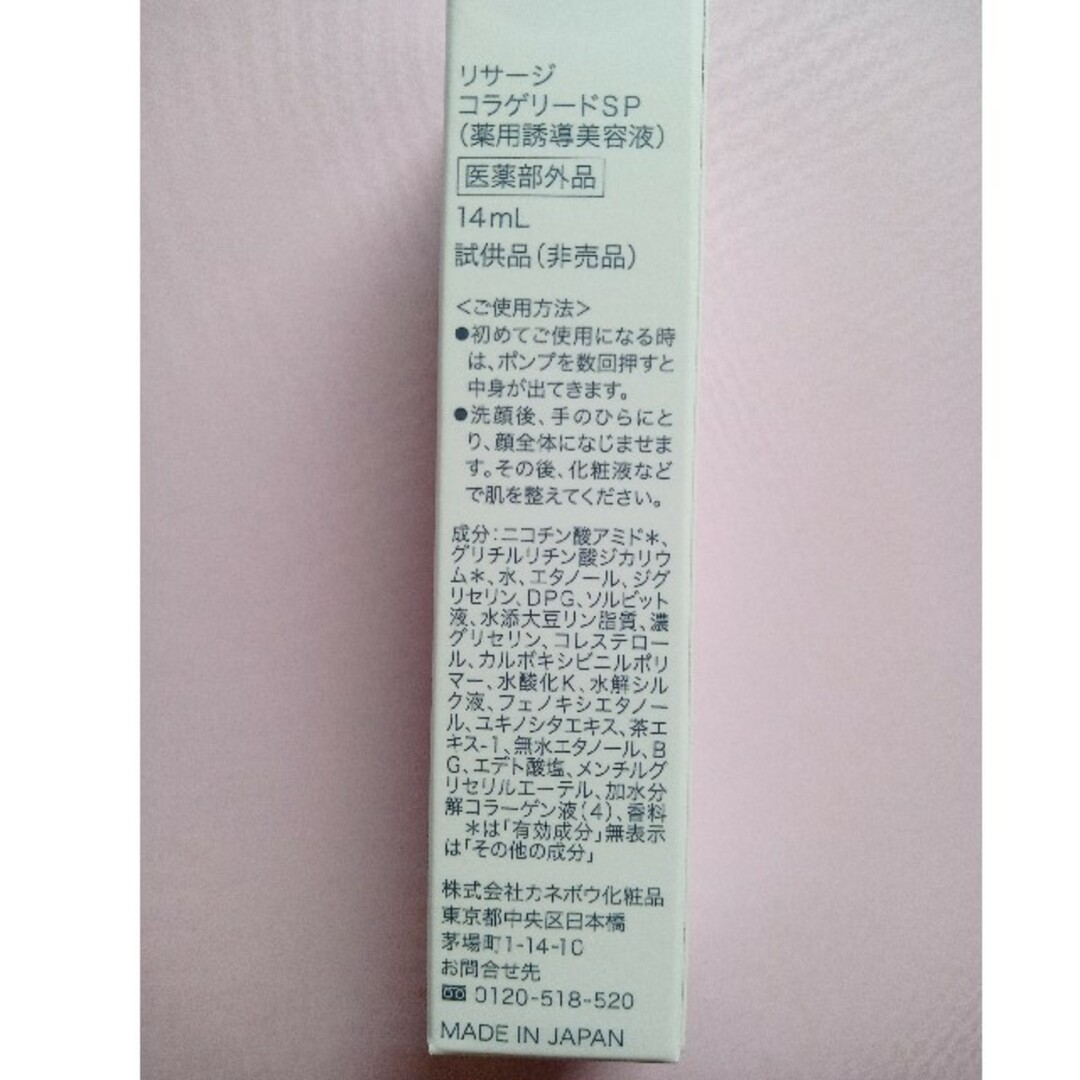 リサージ
コラゲリードSP
（薬用誘導美容液）
医薬部外品
14mL
試供品（非売品）
＜ご使用方法＞
●初めてご使用になる時
は、ポンプを数回押すと
中身が出てきます。
●洗顔後、手のひらにと
り、顔全体になじませま
す。その後、化粧液など
で肌を整えてください。
成分：ニコチン酸アミド＊、
グリチルリチン酸ジカリウ
ム＊、水、エタノール、ジグ
リセリン、DPG、ソルビット
液、水添大豆リン脂質、濃
グリセリン、コレステロー
ル、カルボキシビニルポリ
マー、水酸化K、水解シル
ク液、フェノキシエタノー
ル、ユキノシタエキス、茶エ
キス-1、無水エタノール、B
G、エデト酸塩、メンチルグ
リセリルエーテル、加水分
解コラーゲン液（4）、香料
＊は「有効成分」無表示
は「その他の成分」
株式会社カネボウ化粧品
東京都中央区日本橋
茅場町1-14-10
お問合せ先
0120-518-520
MADE IN JAPAN